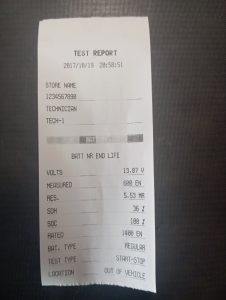 TEST REPORT
2017/10/19 20:58:51
STORE NAME
1234567890
TECHNICIAN
TECH-1
BATT NR END LIFE
VOLTS 13.07 V
MEASURED 600 EN
RES. 5.53 MR
SOH 36 %
SOC 100 %
RATED 1400 EN
BAT. TYPE REGULAR
TEST TYPE START-STOP
LOCATION OUT OF VEHICLE